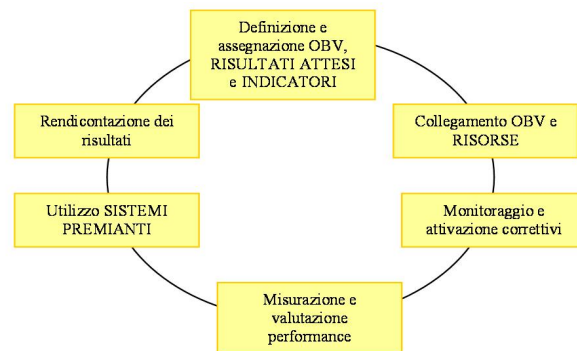 Definizione e
assegnazione OBV,
RISULTATI ATTESI
e INDICATORI
Collegamento OBV e
RISORSE
Monitoraggio e
attivazione correttivi
Misurazione e
valutazione
performance
Utilizzo SISTEMI
PREMIANTI
Rendicontazione dei
risultati